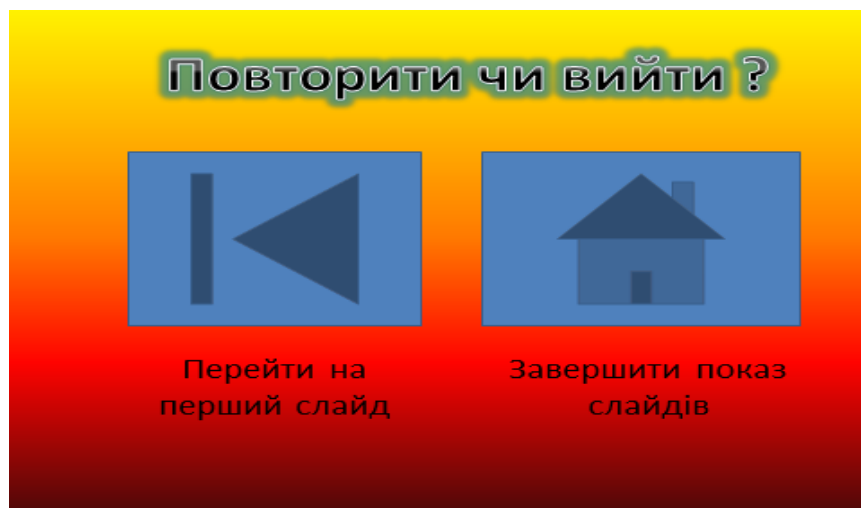 Повторити чи вийти ?
Перейти на
перший слайд
Завершити показ
слайдів